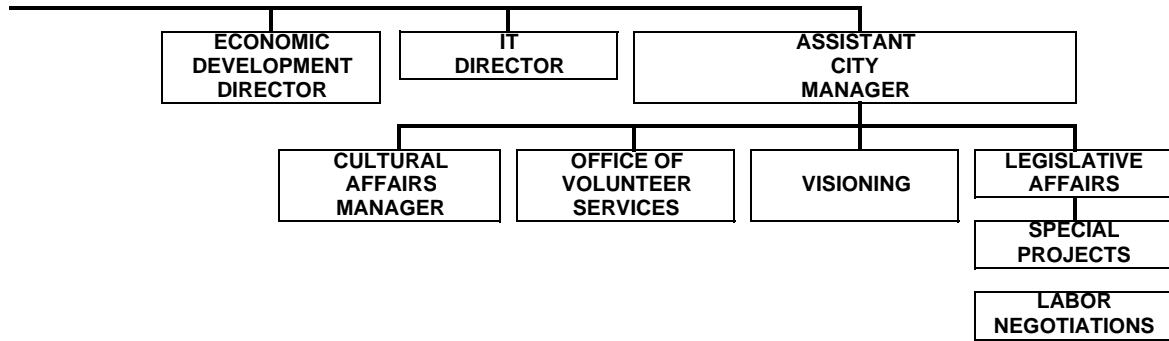 ECONOMIC
DEVELOPMENT
DIRECTOR
IT
DIRECTOR
ASSISTANT
CITY
MANAGER
CULTURAL
AFFAIRS
MANAGER
OFFICE OF
VOLUNTEER
SERVICES
VISIONING
LEGISLATIVE
AFFAIRS
SPECIAL
PROJECTS
LABOR
NEGOTIATIONS